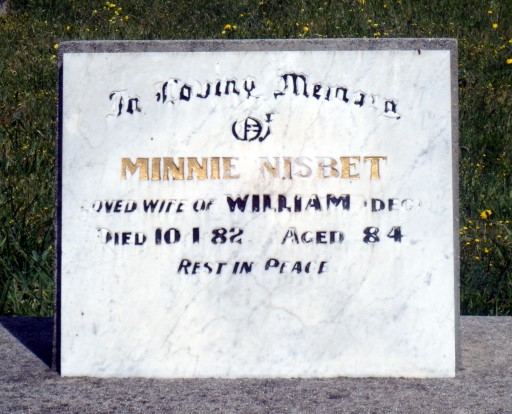 In Loving Memory
Of
MINNIE NISBET
LOVED WIFE OF WILLIAM (DEC)
DIED 10 1 82 AGED 84
REST IN PEACE